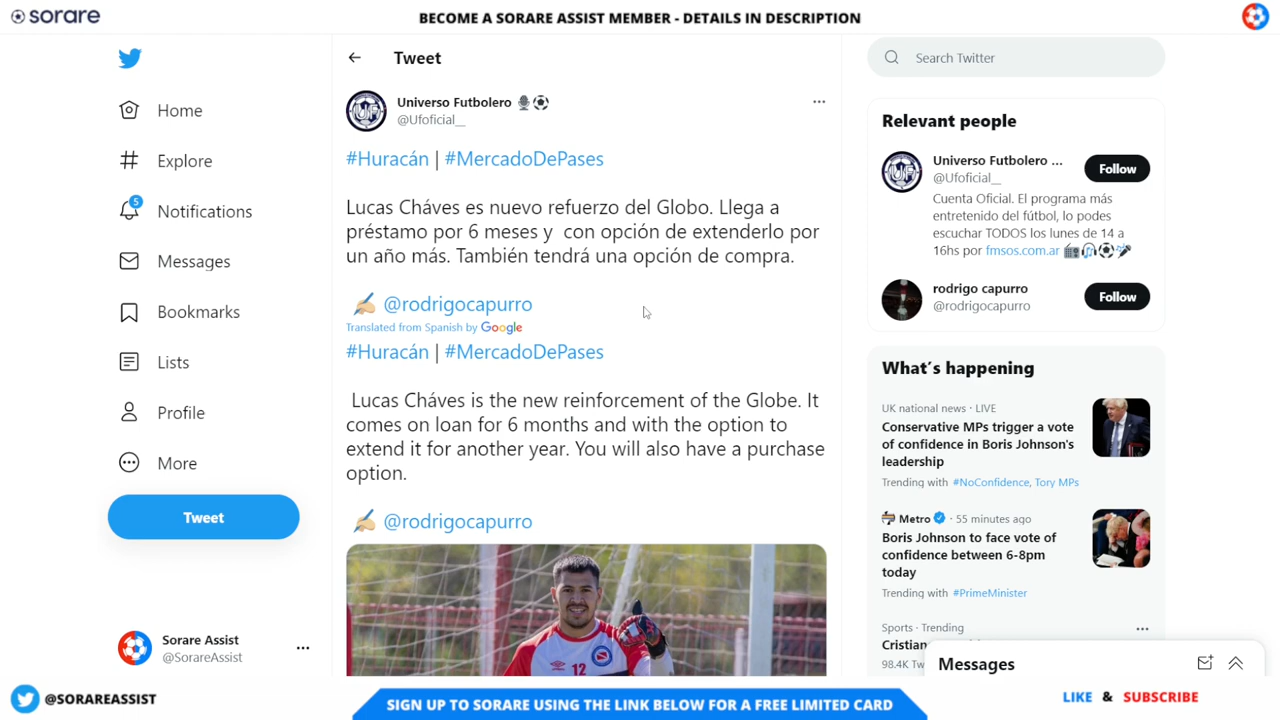 sorare
BECOME A SORARE ASSIST MEMBER - DETAILS IN DESCRIPTION
Home
Explore
5
Notifications
Messages
Bookmarks
Lists
Profile
More
Tweet
Sorare Assist
@SorareAssist
Tweet
Universo Futbolero
@Ufoficial__
#Huracán | #MercadoDePases
Lucas Cháves es nuevo refuerzo del Globo. Llega a
préstamo por 6 meses y con opción de extenderlo por
un año más. También tendrá una opción de compra.
@rodrigocapurro
Translated from Spanish by Google
#Huracán | #MercadoDePases
Lucas Cháves is the new reinforcement of the Globe. It
comes on loan for 6 months and with the option to
extend it for another year. You will also have a purchase
option.
@rodrigocapurro
12
Search Twitter
Relevant people
Universo Futbolero ...
@Ufoficial__
Follow
Cuenta Oficial. El programa más
entretenido del fútbol, lo podes
escuchar TODOS los lunes de 14 a
16hs por fmsos.com.ar
rodrigo capurro
@rodrigocapurro
Follow
What's happening
UK national news · LIVE
Conservative MPs trigger a vote
of confidence in Boris Johnson's
leadership
Trending with #NoConfidence, Tory MPs
Metro · 55 minutes ago
Boris Johnson to face vote of
confidence between 6-8pm
today
Trending with #PrimeMinister
Sports · Trending
Cristian
98.4K Tw
Messages
@SORAREASSIST
SIGN UP TO SORARE USING THE LINK BELOW FOR A FREE LIMITED CARD
LIKE & SUBSCRIBE